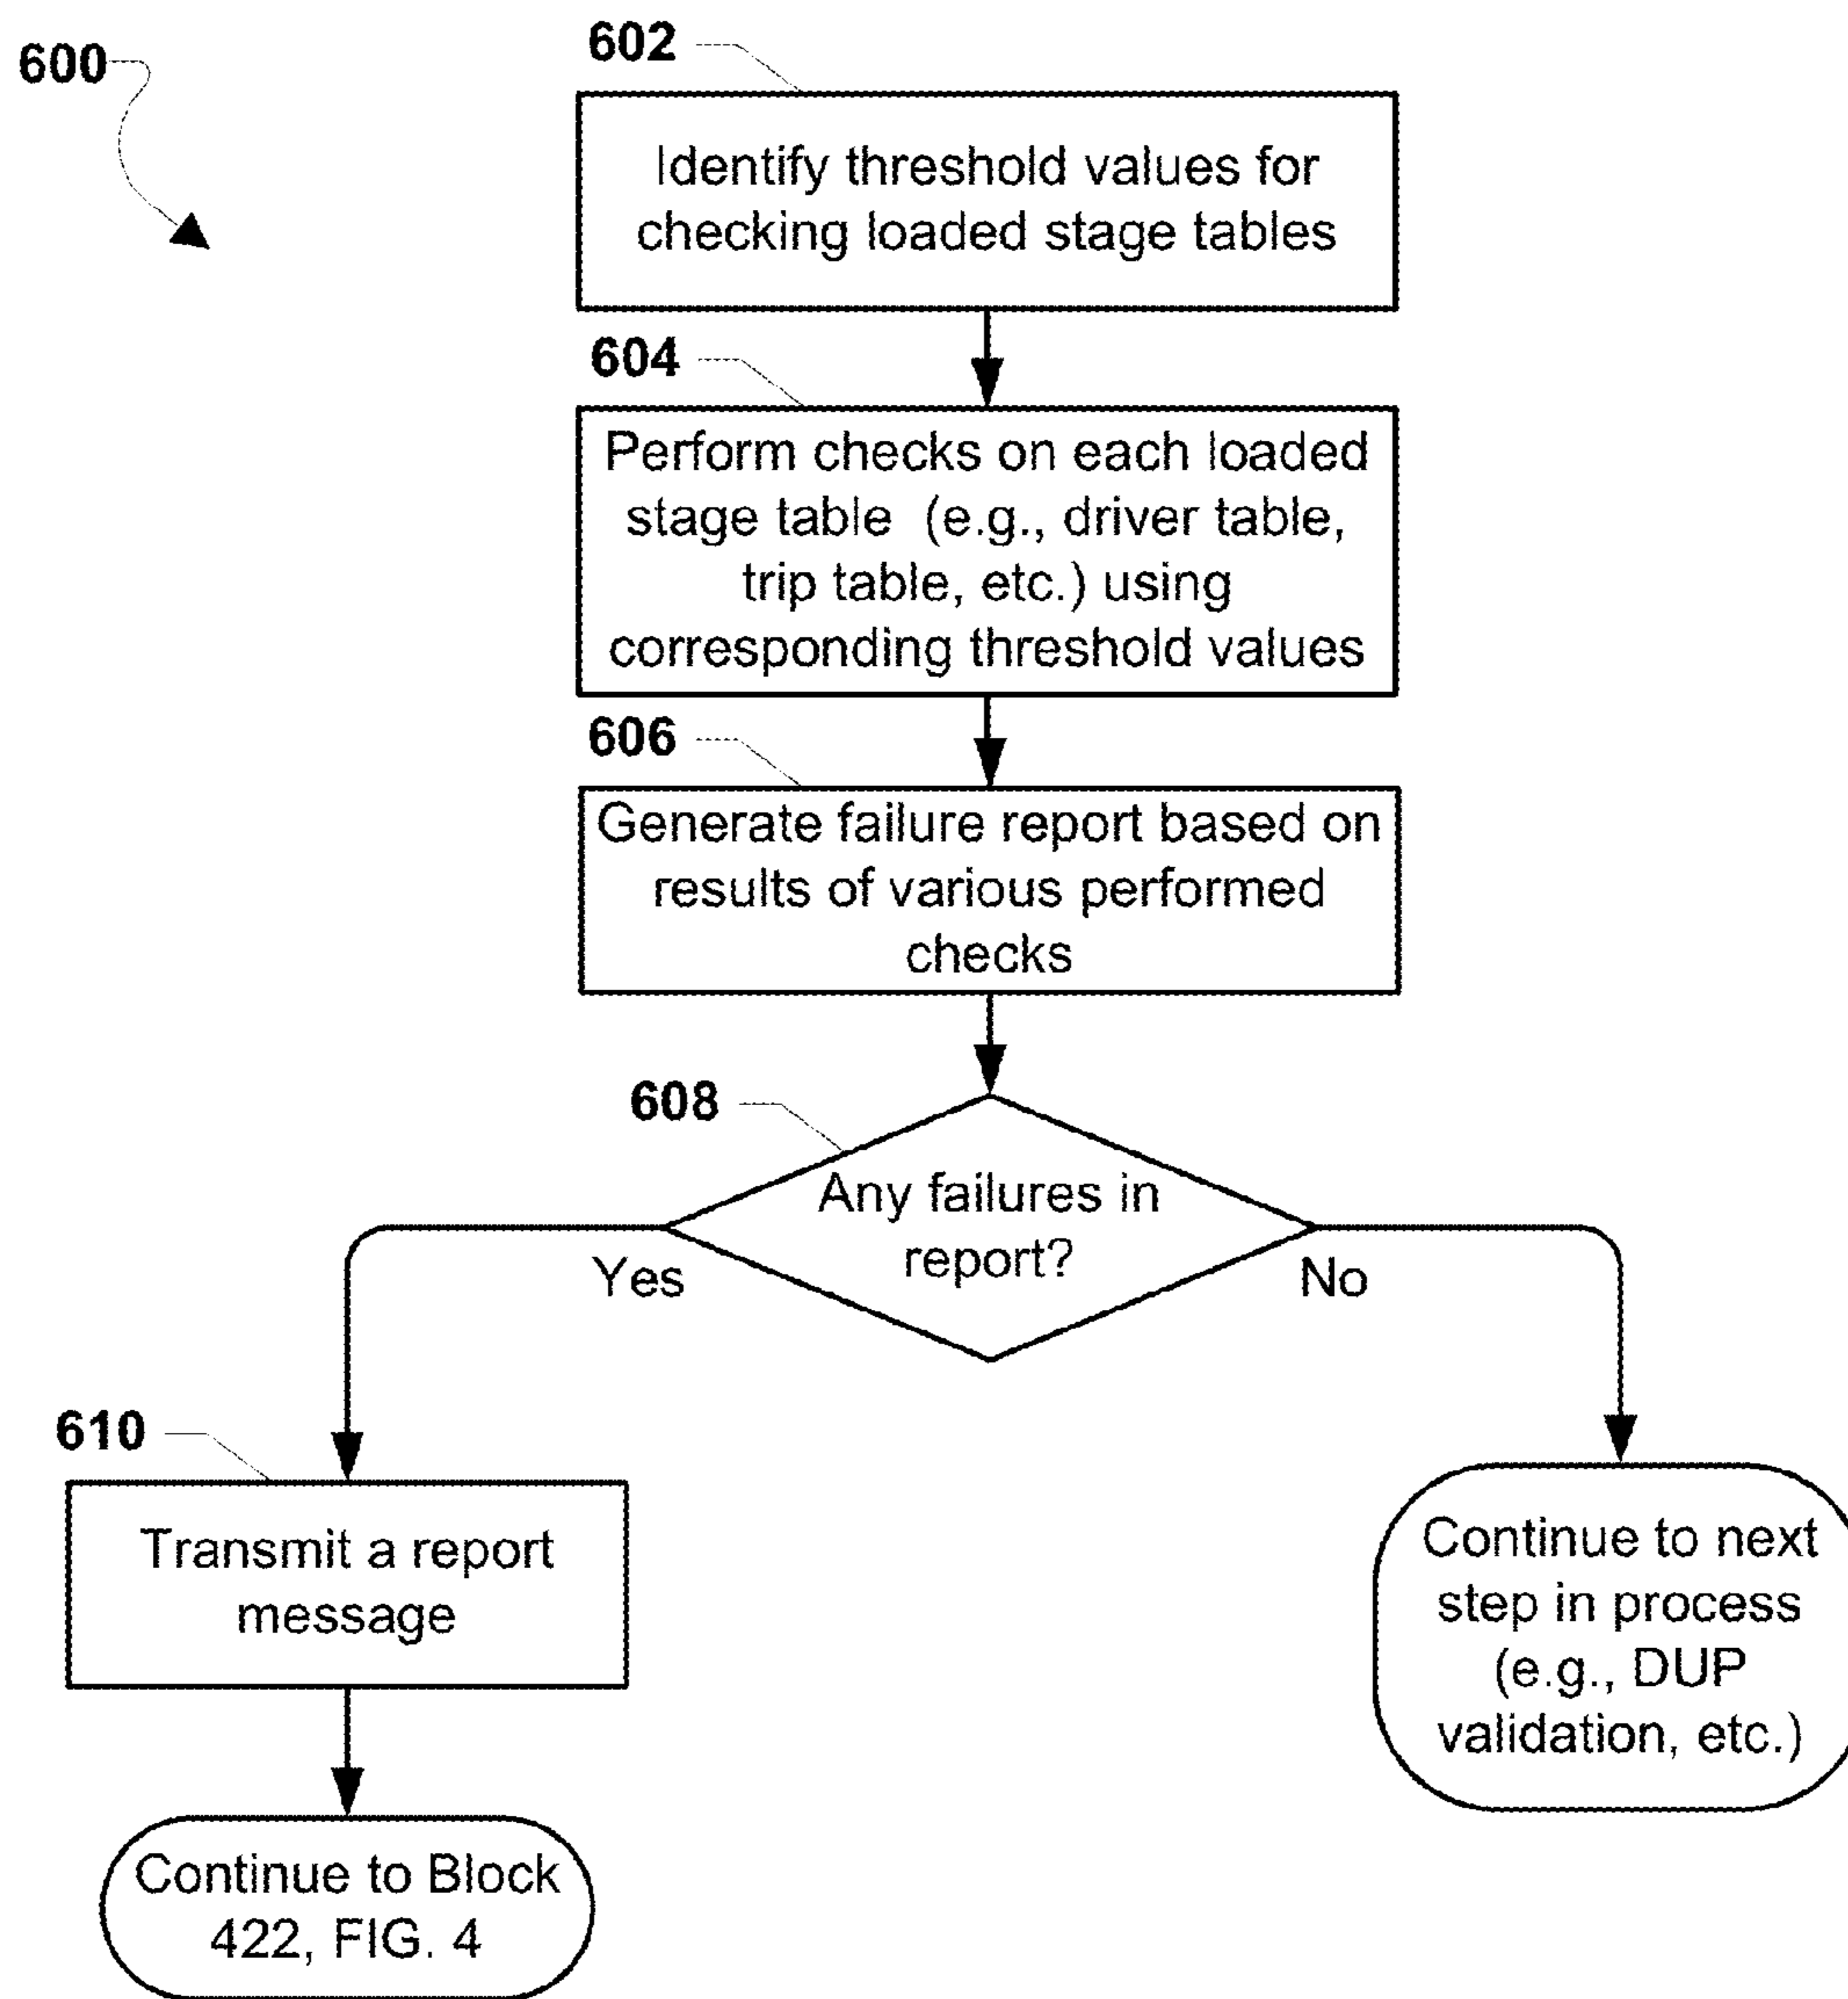 600
602
Identify threshold values for
checking loaded stage tables
604
Perform checks on each loaded
stage table (e.g., driver table,
trip table, etc.) using
corresponding threshold values
606
Generate failure report based on
results of various performed
checks
608
Any failures in
report?
Yes
No
610
Transmit a report
message
Continue to next
step in process
(e.g., DUP
validation, etc.)
Continue to Block
422, FIG. 4